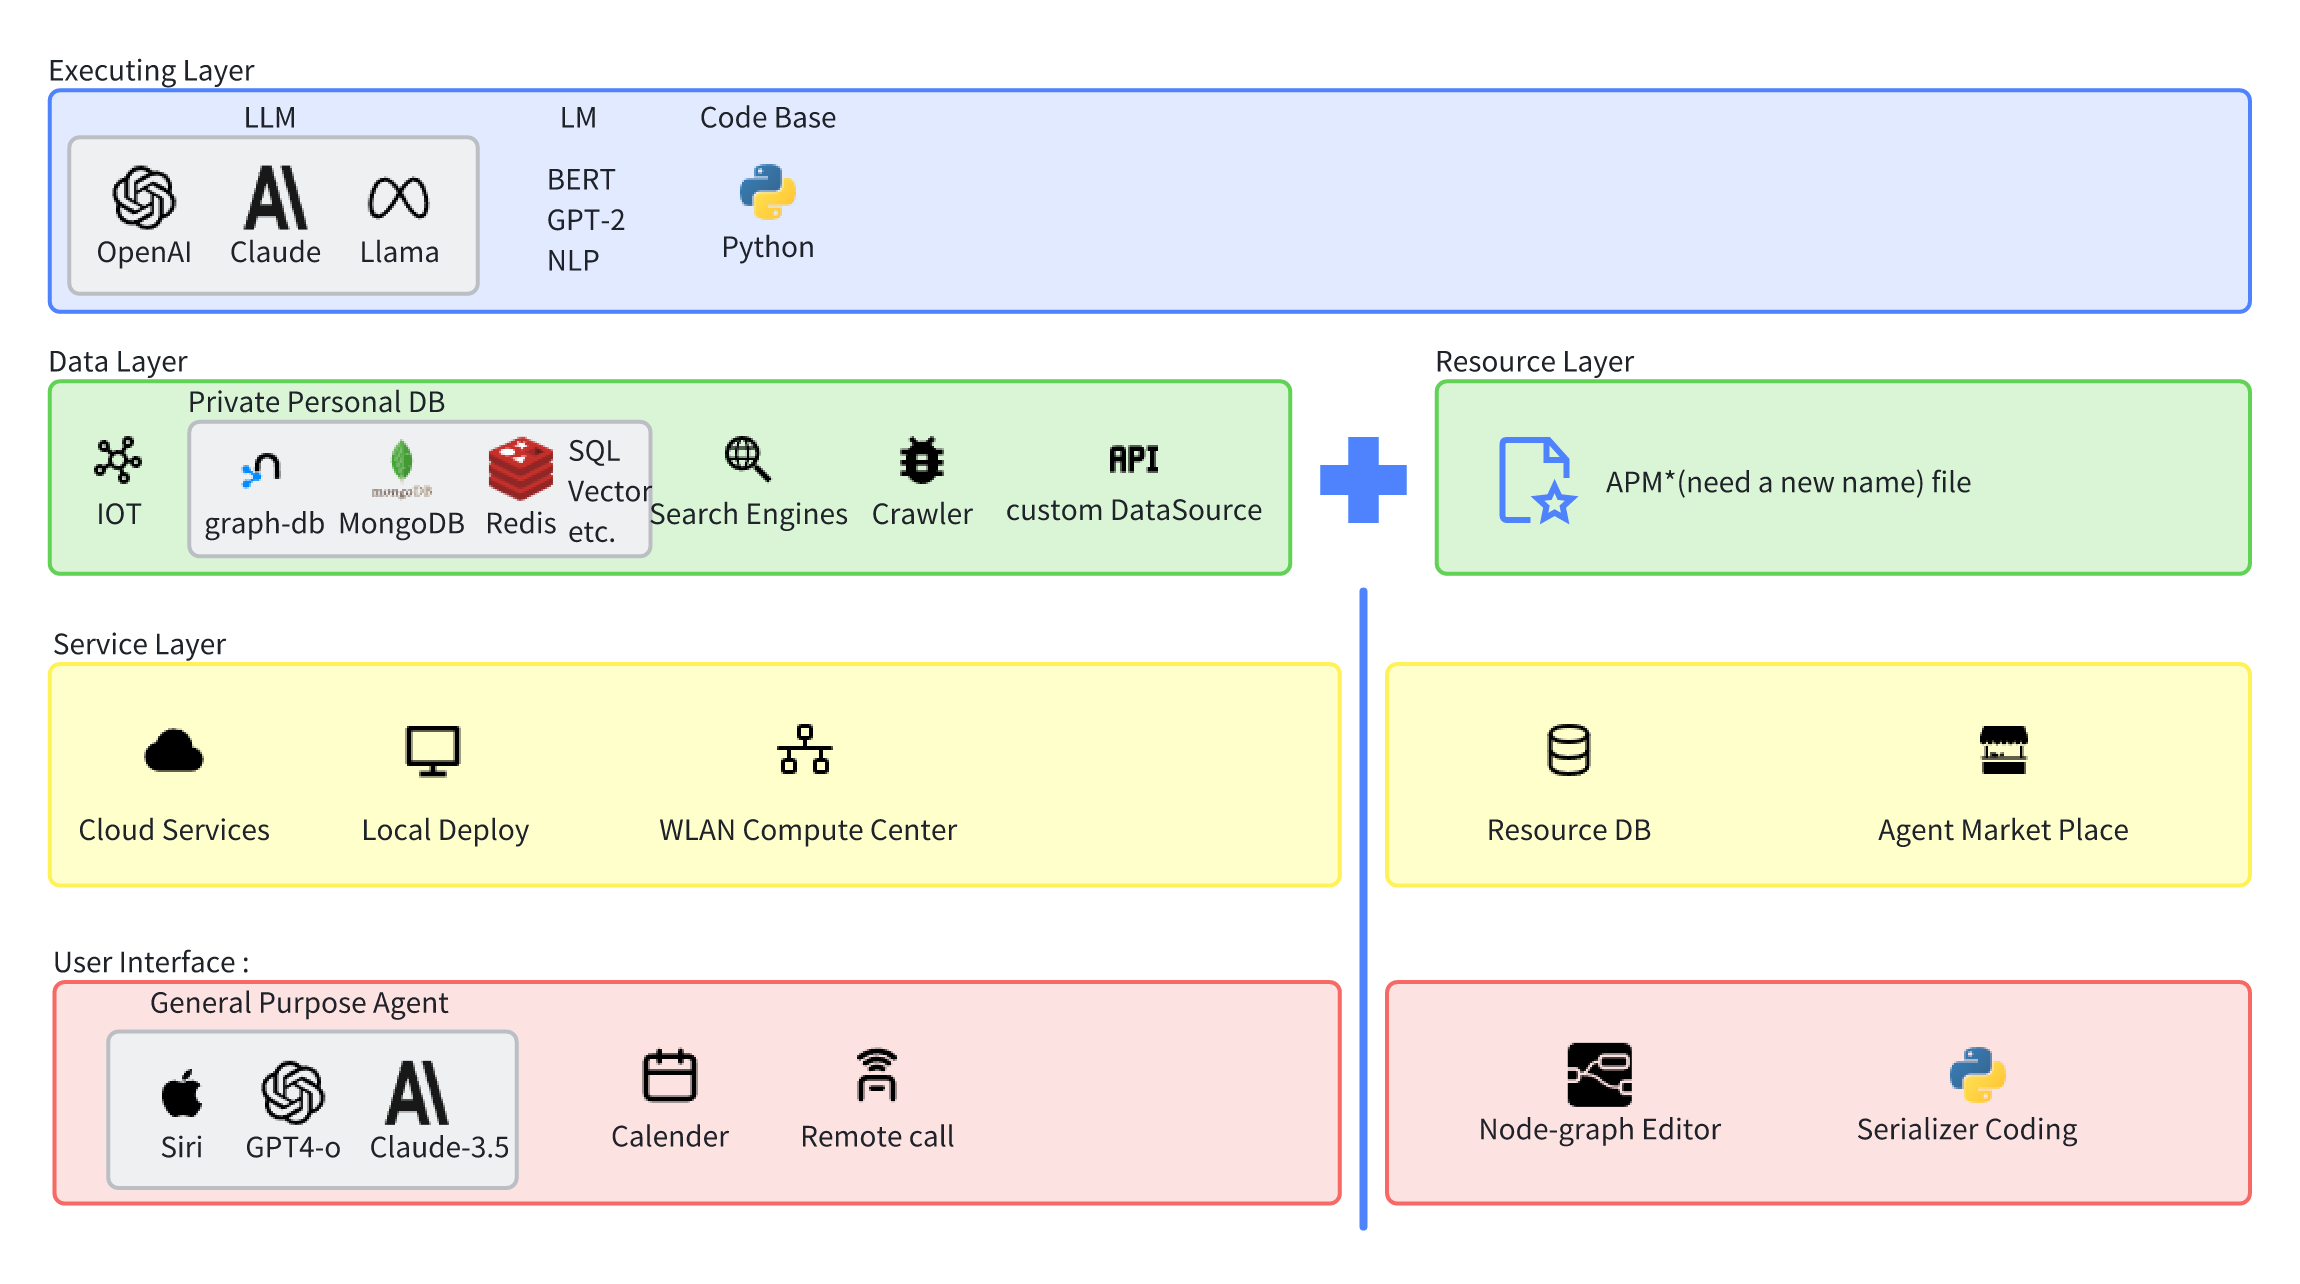 Executing Layer
LLM
LM
Code Base
OpenAI
Claude
Llama
BERT
GPT-2
NLP
Python
Data Layer
Private Personal DB
IOT
graph-db
mongoDB
MongoDB
Redis
SQL
Vector
etc.
Search Engines
Crawler
API
custom DataSource
Resource Layer
APM*(need a new name) file
Service Layer
Cloud Services
Local Deploy
WLAN Compute Center
Resource DB
Agent Market Place
User Interface :
General Purpose Agent
Siri
GPT4-o
Claude-3.5
Calender
Remote call
Node-graph Editor
Serializer Coding